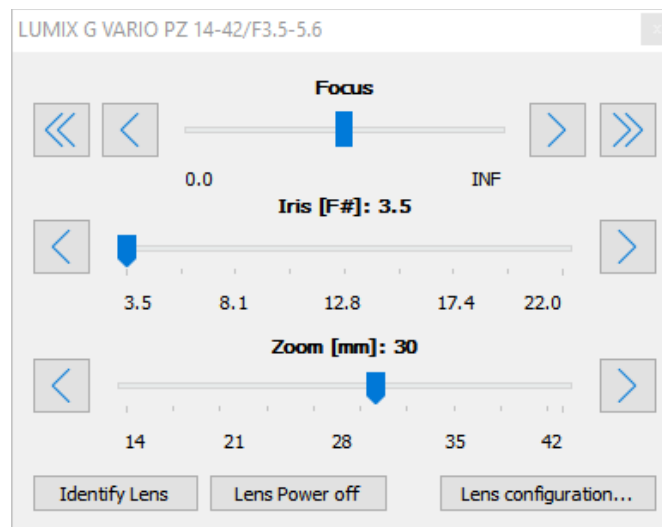 LUMIX G VARIO PZ 14-42/F3.5-5.6
Focus
0.0 INF
Iris [F#]: 3.5
3.5 8.1 12.8 17.4 22.0
Zoom [mm]: 30
14 21 28 35 42
Identify Lens Lens Power off Lens configuration...